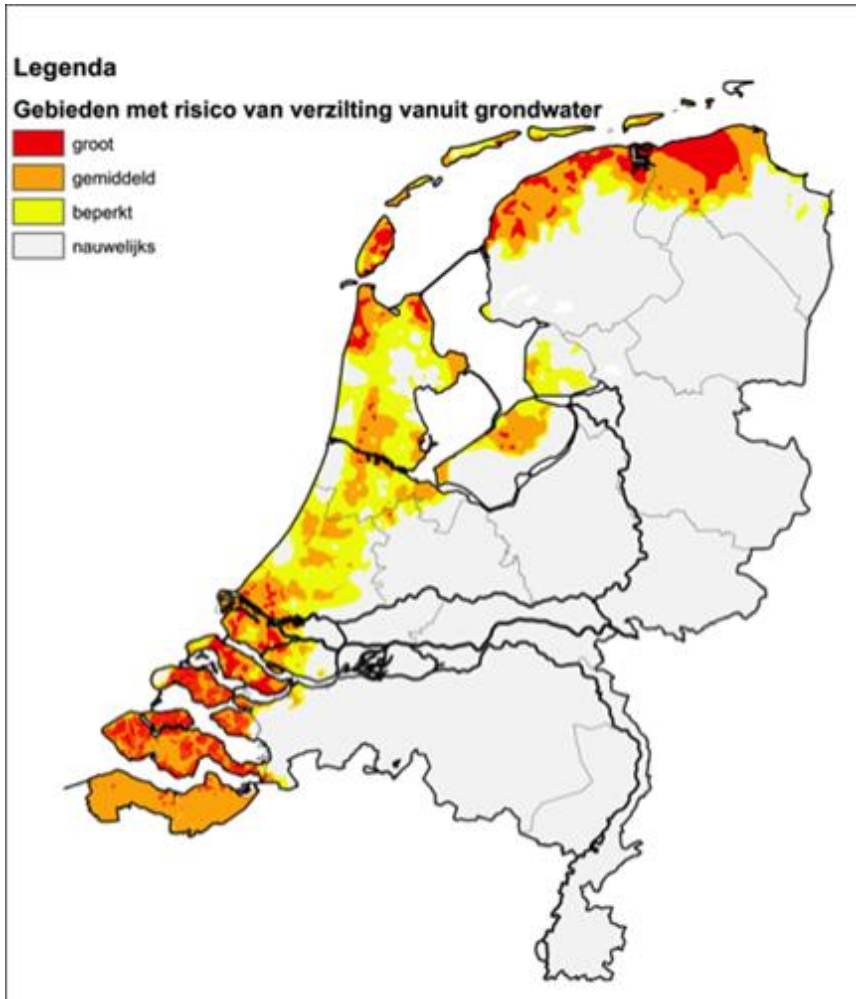 Legenda
Gebieden met risico van verzilting vanuit grondwater
groot
gemiddeld
beperkt
nauwelijks